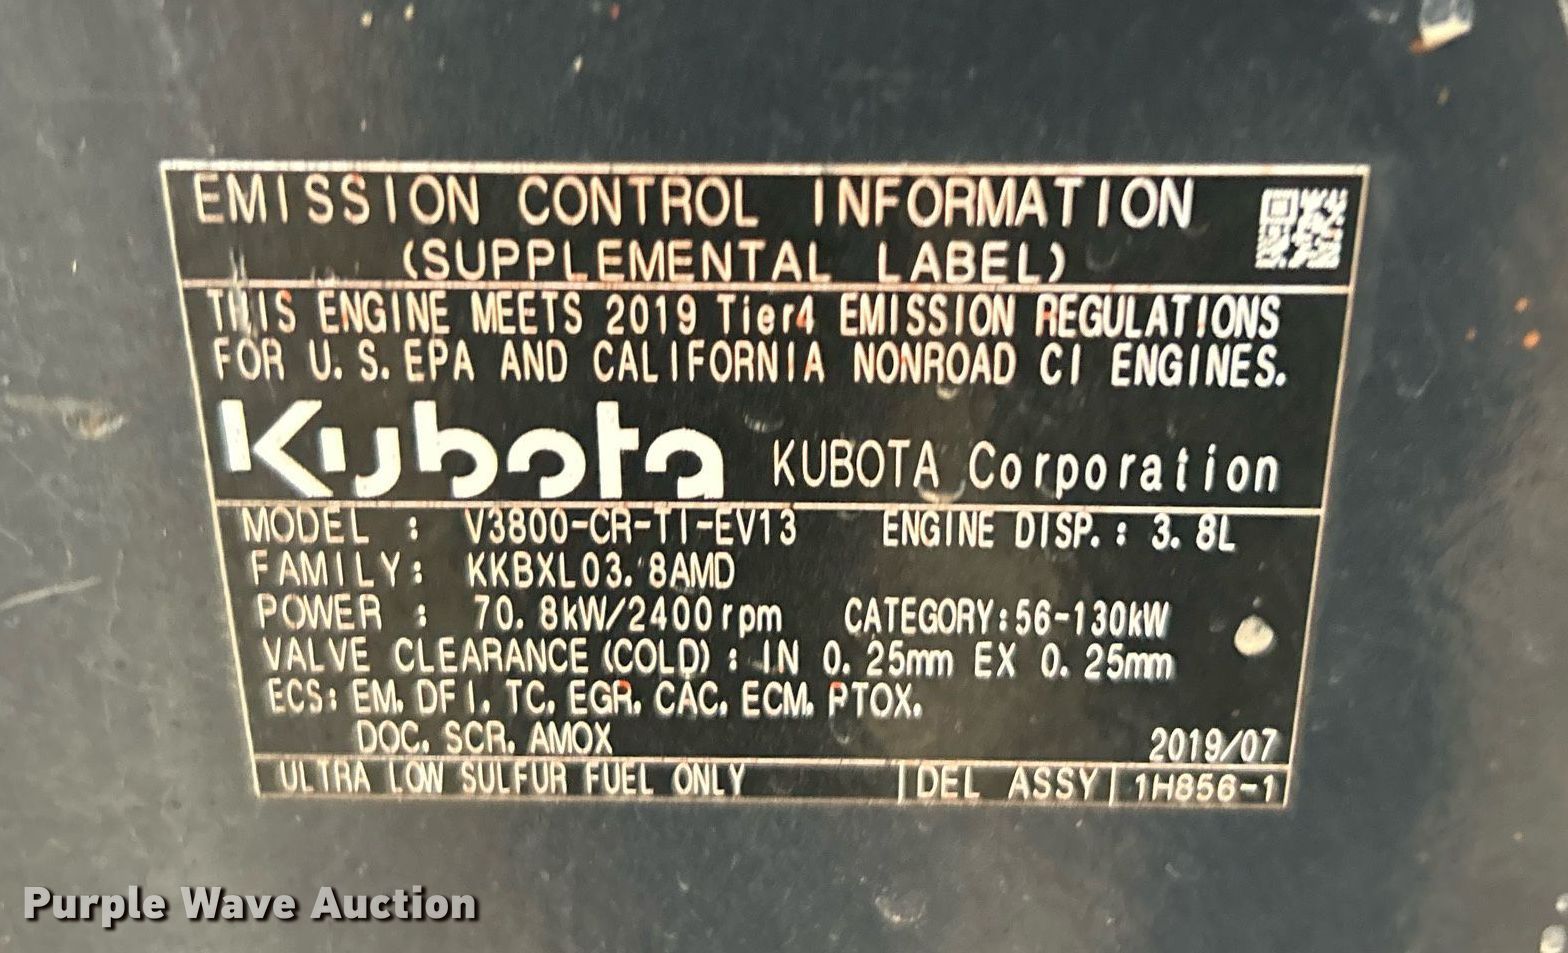 EMISSION CONTROL INFORMATION
(SUPPLEMENTAL LABEL)
THIS ENGINE MEETS 2019 Tier4 EMISSION REGULATIONS
FOR U.S.EPA AND CALIFORNIA NONROAD CI ENGINES.
Kubota KUBOTA Corporation
MODEL : V3800-CR-TI-EV13 ENGINE DISP.: 3.8L
FAMILY: KKBXL03.8AMD
POWER : 70.8kW/2400rpm CATEGORY:56-130kW
VALVE CLEARANCE(COLD): IN 0.25mm EX 0.25mm
ECS: EM, DFI, TC, EGR, CAC, ECM, PTOX,
DOC, SCR, AMOX 2019/07
ULTRA LOW SULFUR FUEL ONLY | DEL ASSY | 1H856-1
Purple Wave Auction